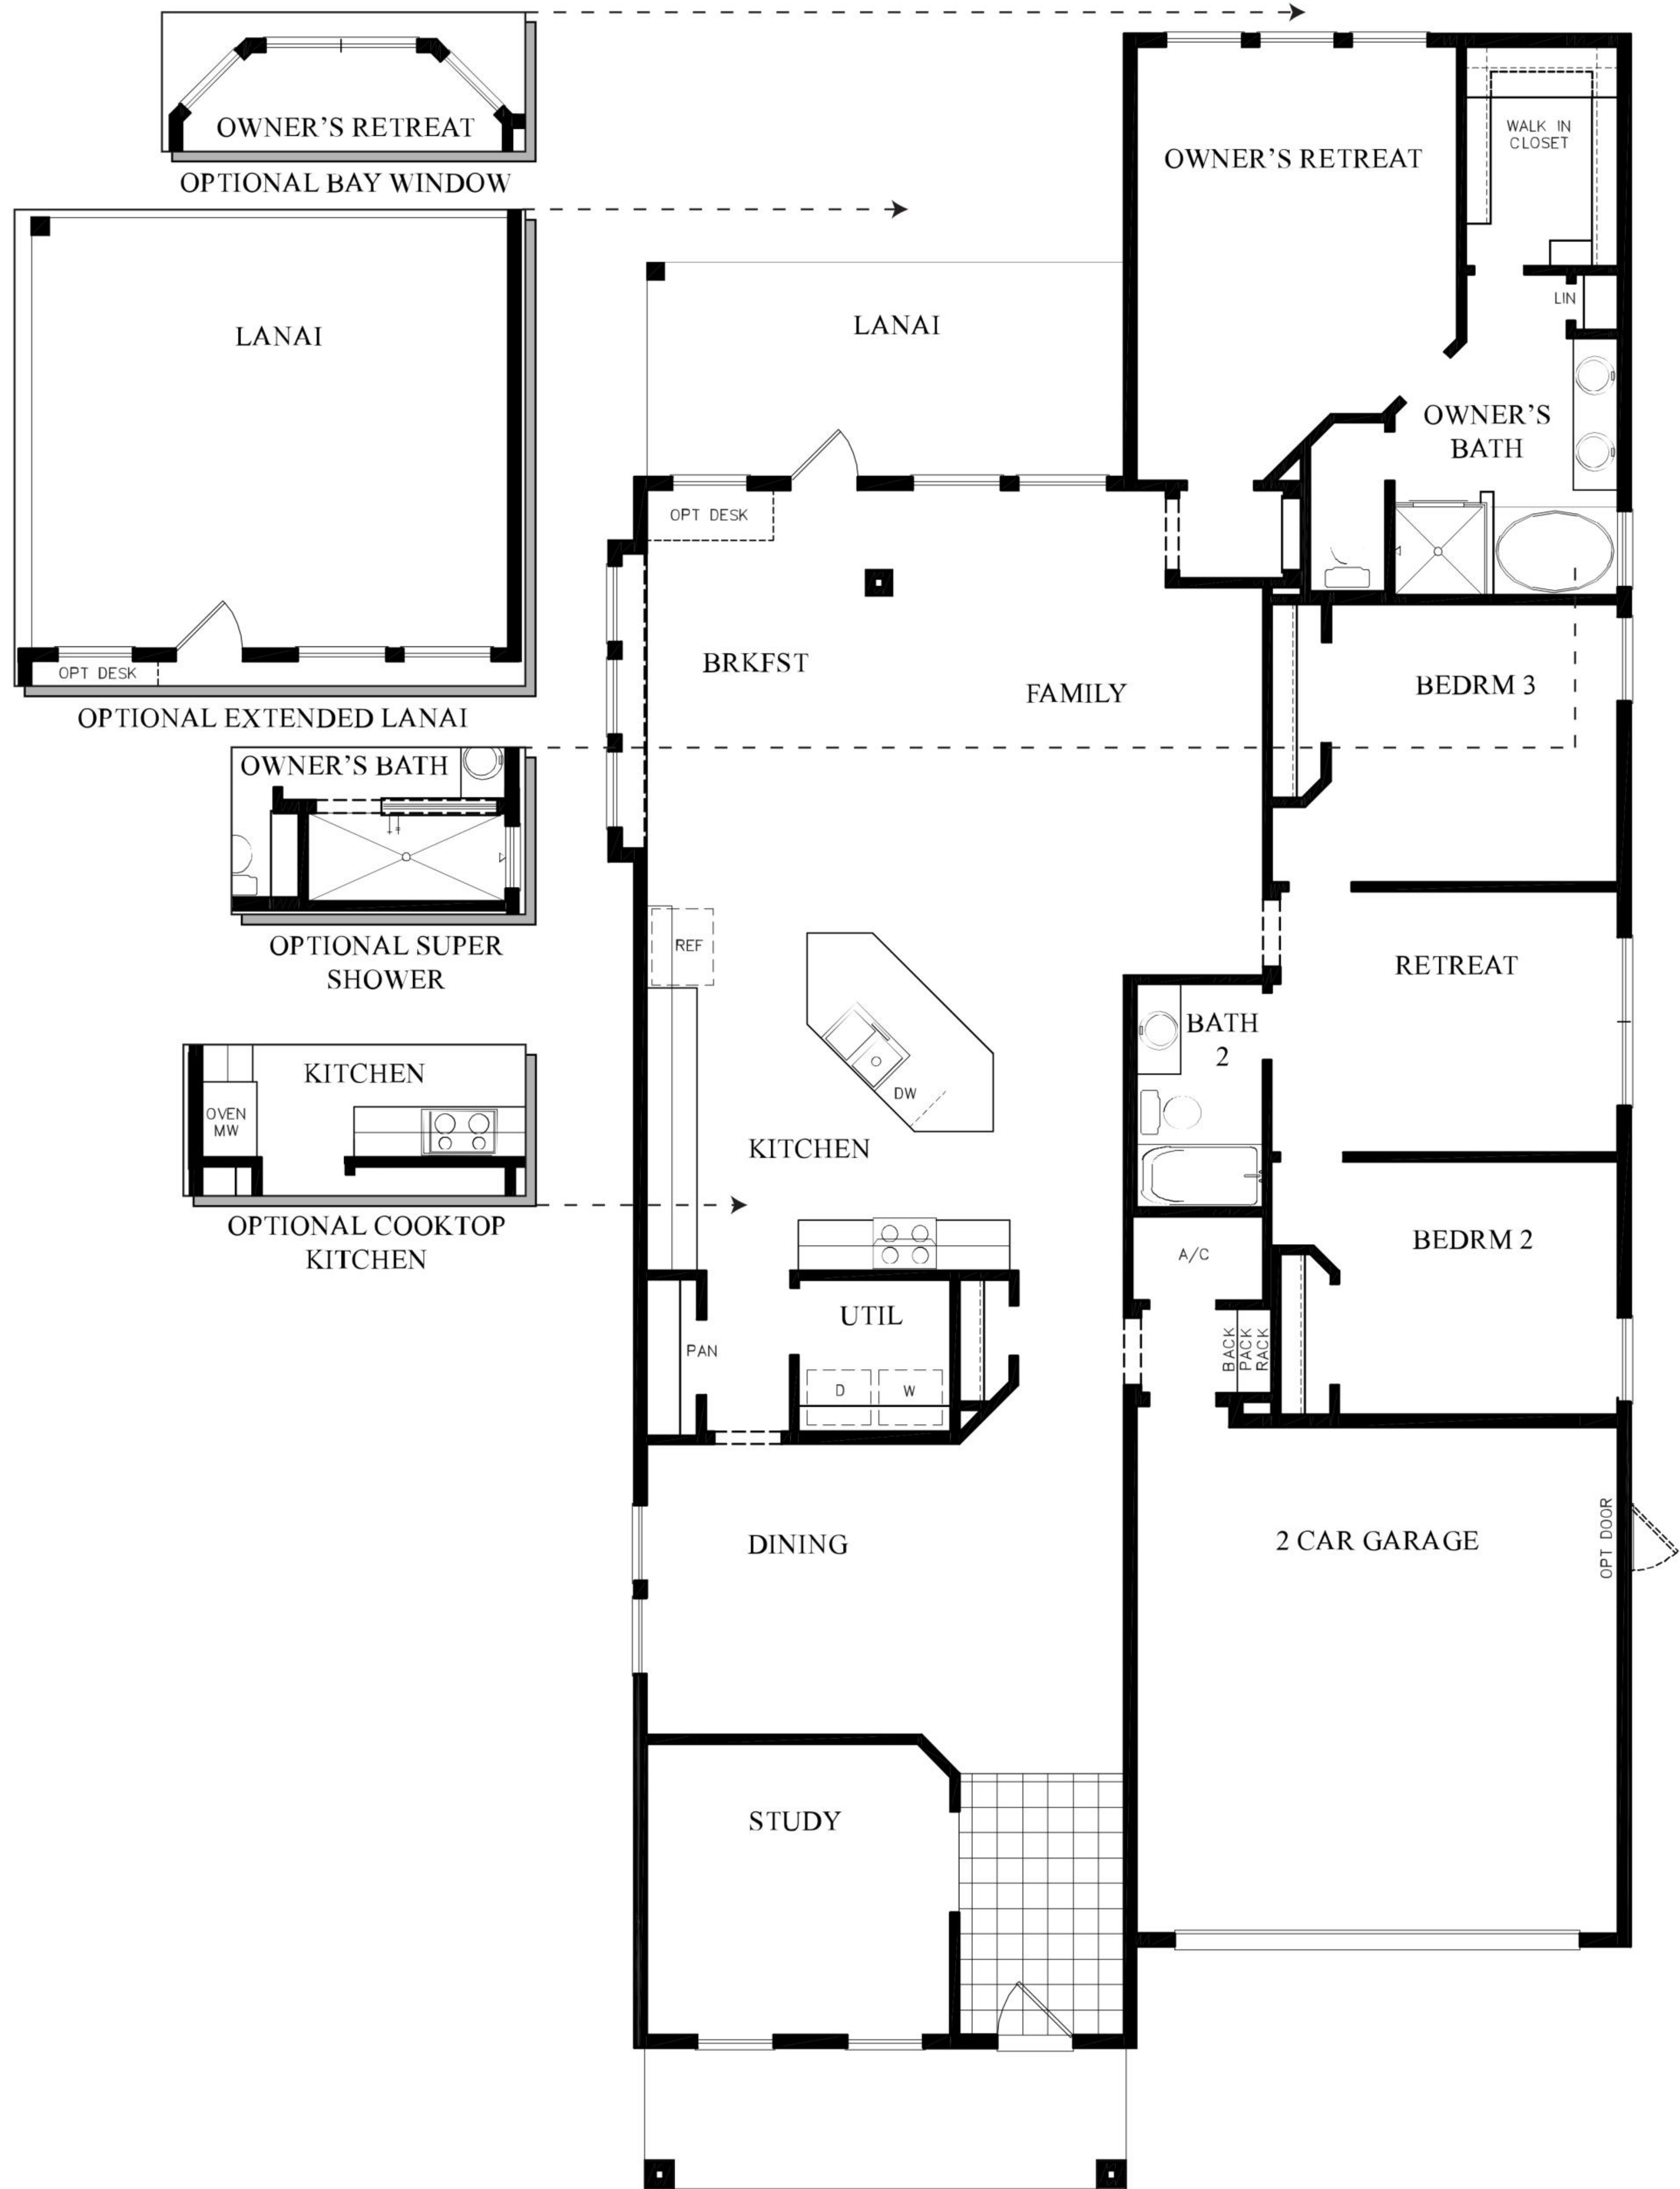 OWNER'S RETREAT
OPTIONAL BAY WINDOW
LANAI
OPT DESK
OPTIONAL EXTENDED LANAI
OWNER'S BATH
OPTIONAL SUPER
SHOWER
KITCHEN
OVEN
MW
OPTIONAL COOKTOP
KITCHEN
OWNER'S RETREAT
WALK IN
CLOSET
LIN
LANAI
OWNER'S
BATH
OPT DESK
BRKFST
FAMILY
BEDRM 3
REF
RETREAT
BATH
2
DW
KITCHEN
A/C
BEDRM 2
UTIL
PAN
D
W
BACK
PACK
RACK
DINING
2 CAR GARAGE
OPT DOOR
STUDY